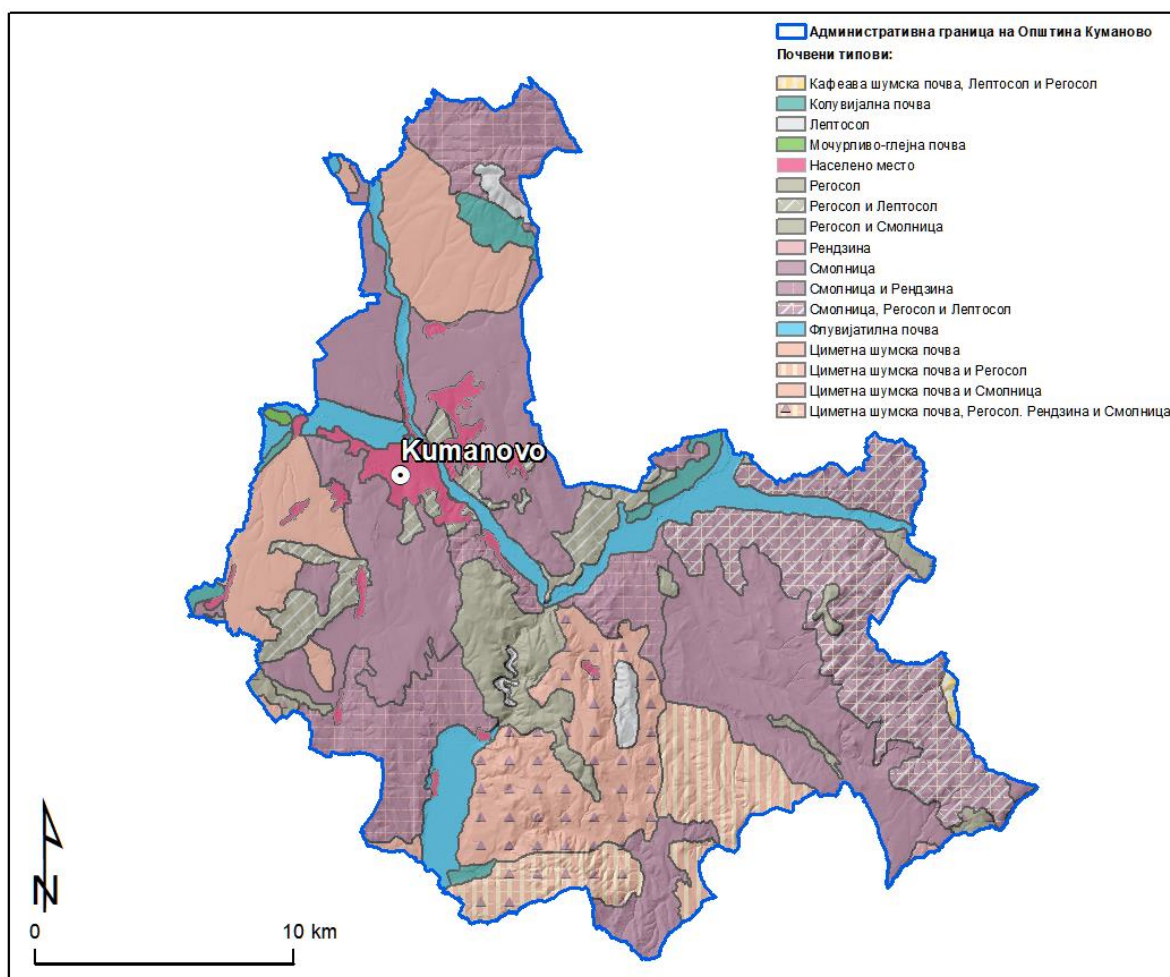 Административна граница на Општина Куманово
Почвени типови:
Кафеава шумска почва, Лептосол и Регосол
Колувијална почва
Лептосол
Мочурливо-глејна почва
Населено место
Регосол
Регосол и Лептосол
Регосол и Смолница
Рендзина
Смолница
Смолница и Рендзина
Смолница, Регосол и Лептосол
Флувијатилна почва
Циметна шумска почва
Циметна шумска почва и Регосол
Циметна шумска почва и Смолница
Циметна шумска почва, Регосол. Рендзина и Смолница
Kumanovo
N
0 10 km